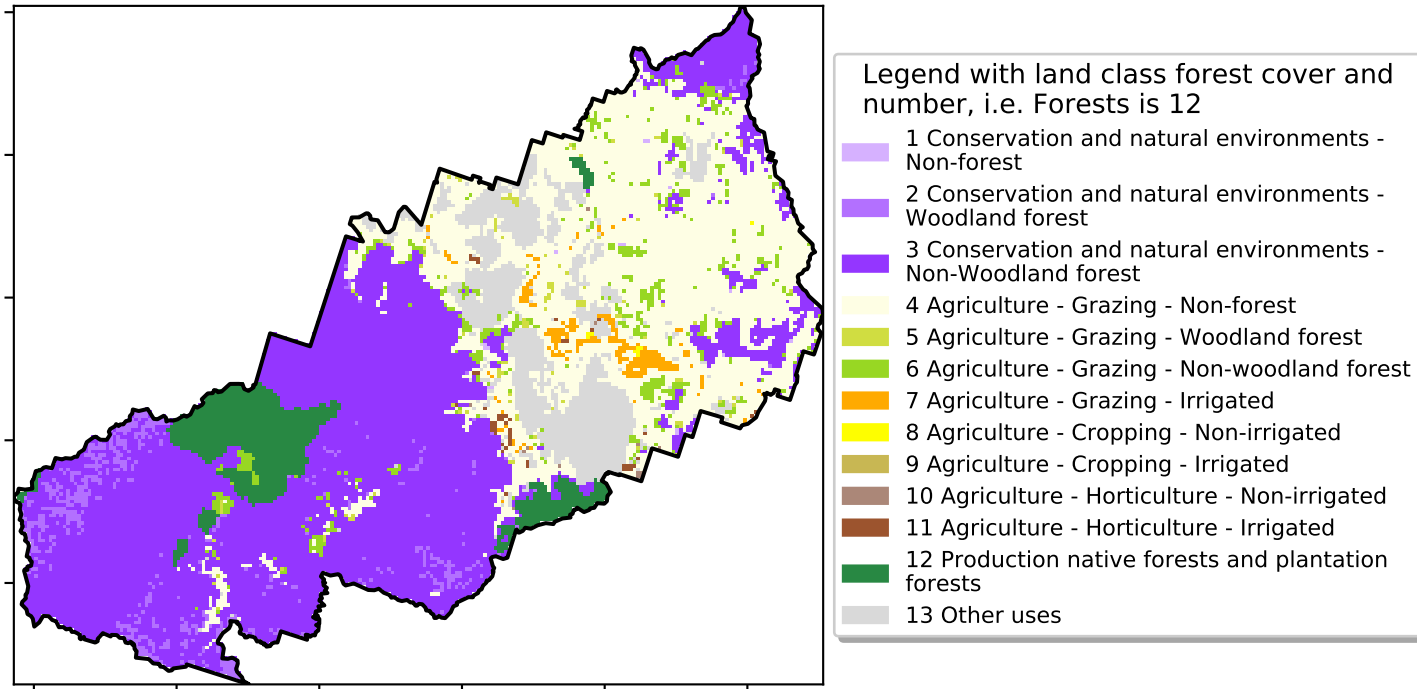 Legend with land class forest cover and
number, i.e. Forests is 12
1 Conservation and natural environments -
Non-forest
2 Conservation and natural environments -
Woodland forest
3 Conservation and natural environments -
Non-Woodland forest
4 Agriculture - Grazing - Non-forest
5 Agriculture - Grazing - Woodland forest
6 Agriculture - Grazing - Non-woodland forest
7 Agriculture - Grazing - Irrigated
8 Agriculture - Cropping - Non-irrigated
9 Agriculture - Cropping - Irrigated
10 Agriculture - Horticulture - Non-irrigated
11 Agriculture - Horticulture - Irrigated
12 Production native forests and plantation
forests
13 Other uses